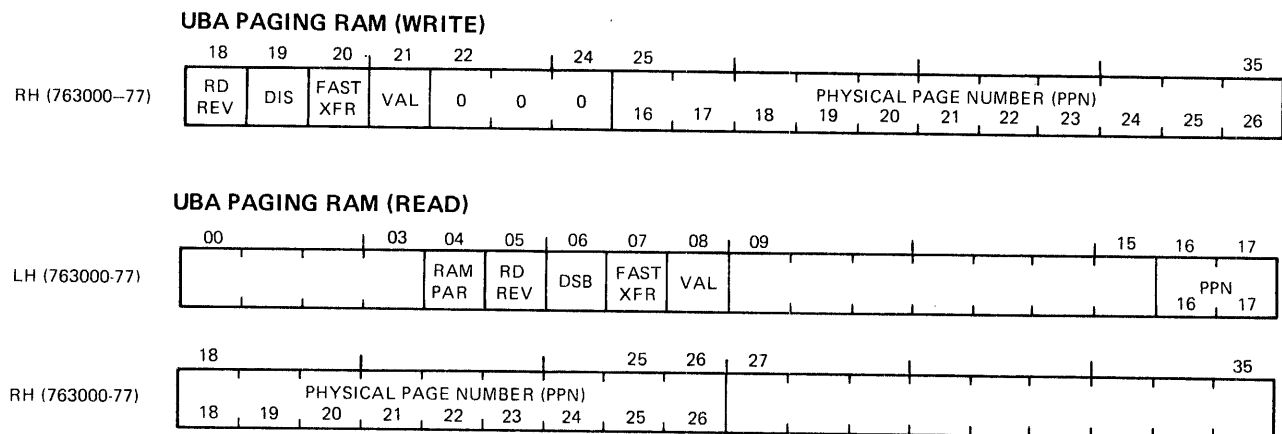 UBA PAGING RAM (WRITE)
18 19 20 21 22 24 25 35
RH (763000–77) RD REV DIS FAST XFR VAL 0 0 0 PHYSICAL PAGE NUMBER (PPN)
16 17 18 19 20 21 22 23 24 25 26
UBA PAGING RAM (READ)
00 03 04 05 06 07 08 09 15 16 17
LH (763000-77) RAM PAR RD REV DSB FAST XFR VAL PPN
16 17
18 25 26 27 35
RH (763000-77) PHYSICAL PAGE NUMBER (PPN)
18 19 20 21 22 23 24 25 26